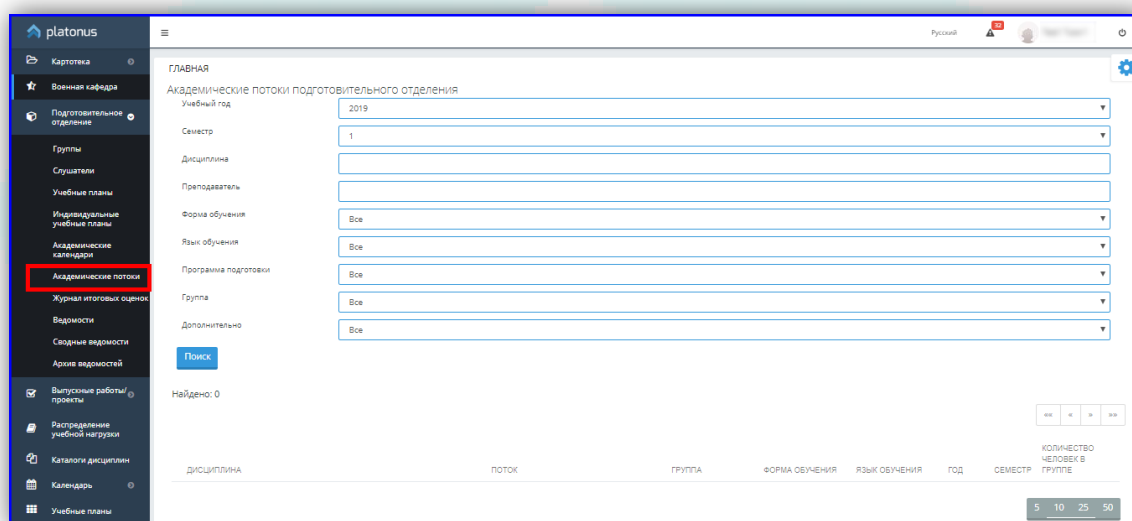 platonus
Русский
32
Картотека
Военная кафедра
Подготовительное
отделение
Группы
Слушатели
Учебные планы
Индивидуальные
учебные планы
Академические
календари
Академические потоки
Журнал итоговых оценок
Ведомости
Сводные ведомости
Архив ведомостей
Выпускные работы/
проекты
Распределение
учебной нагрузки
Каталоги дисциплин
Календарь
Учебные планы
ГЛАВНАЯ
Академические потоки подготовительного отделения
Учебный год
2019
Семестр
1
Дисциплина
Преподаватель
Форма обучения
Все
Язык обучения
Все
Программа подготовки
Все
Группа
Все
Дополнительно
Все
Поиск
Найдено: 0
«« « » »»
ДИСЦИПЛИНА ПОТОК ГРУППА ФОРМА ОБУЧЕНИЯ ЯЗЫК ОБУЧЕНИЯ ГОД СЕМЕСТР КОЛИЧЕСТВО
ЧЕЛОВЕК В
ГРУППЕ
5 10 25 50